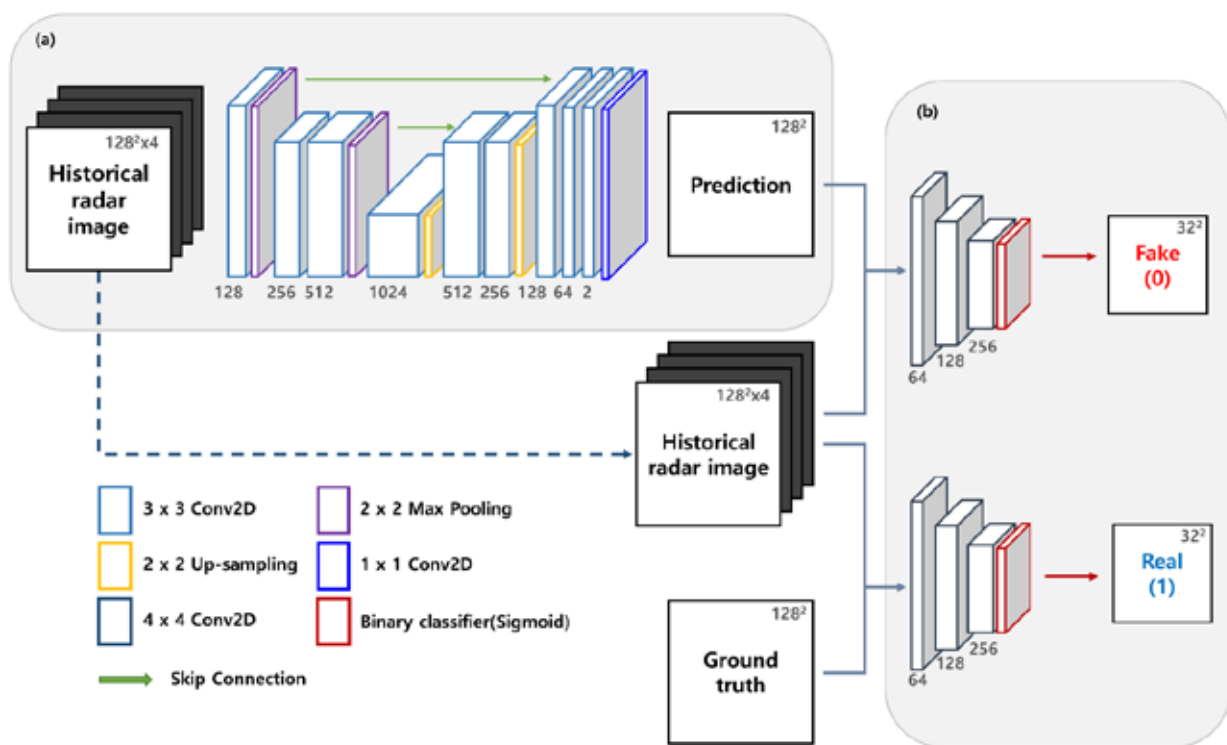 (a)
128²x4
Historical
radar
image
128
256
512
1024
512
256
128
64
2
128²
Prediction
(b)
64
128
256
32²
Fake
(0)
128²x4
Historical
radar image
3 x 3 Conv2D
2 x 2 Max Pooling
2 x 2 Up-sampling
1 x 1 Conv2D
4 x 4 Conv2D
Binary classifier(Sigmoid)
Skip Connection
128²
Ground
truth
64
128
256
32²
Real
(1)